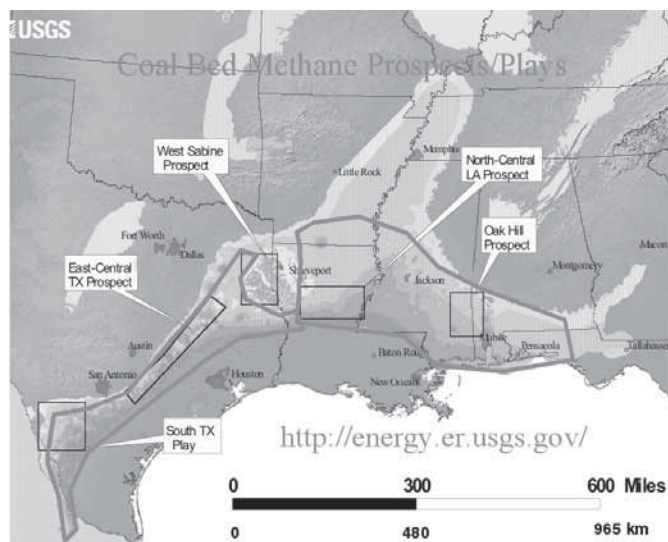 USGS
Coal Bed Methane Prospects/Plays
West Sabine
Prospect
Memphis
North-Central
LA Prospect
Little Rock
Oak Hill
Prospect
Fort Worth
Dallas
East-Central
TX Prospect
Shreveport
Jackson
Montgomery
Macon
Austin
Mobile
Pensacola
Tallahasse
San Antonio
Houston
Baton Rou
New Orleans
South TX
Play
http://energy.er.usgs.gov/
0 300 600 Miles
0 480 965 km